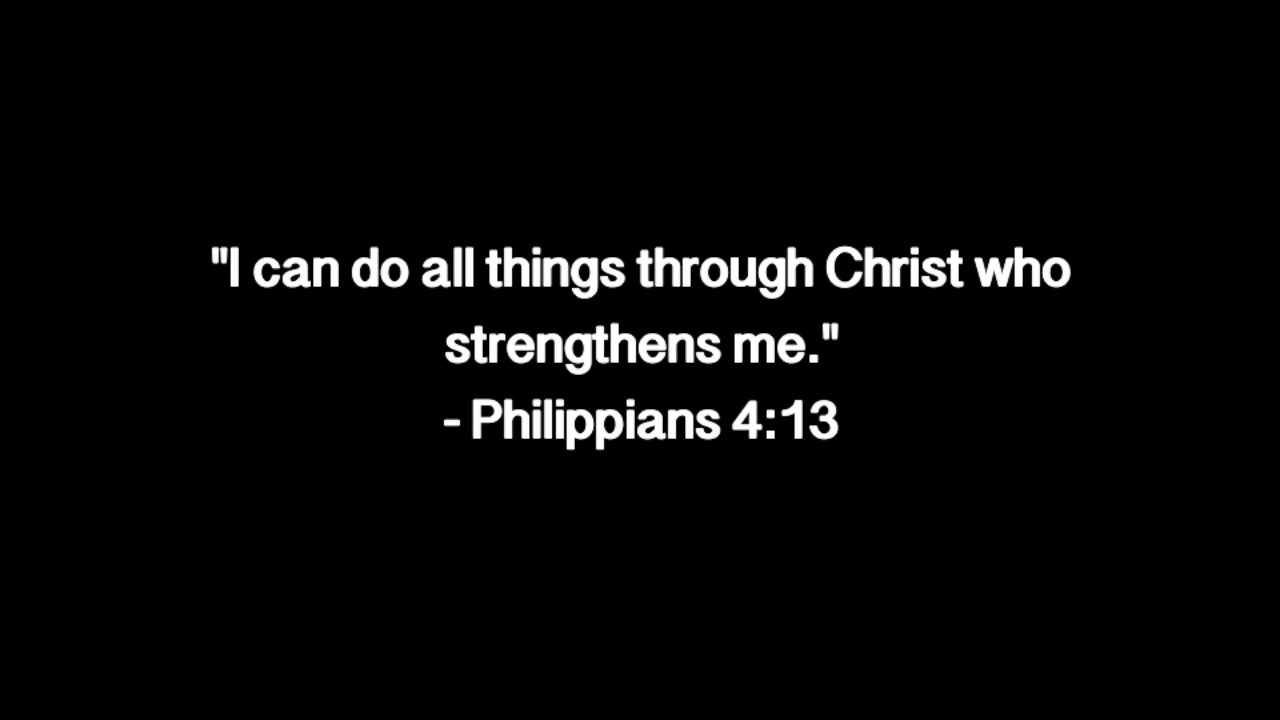 "I can do all things through Christ who
strengthens me."
- Philippians 4:13